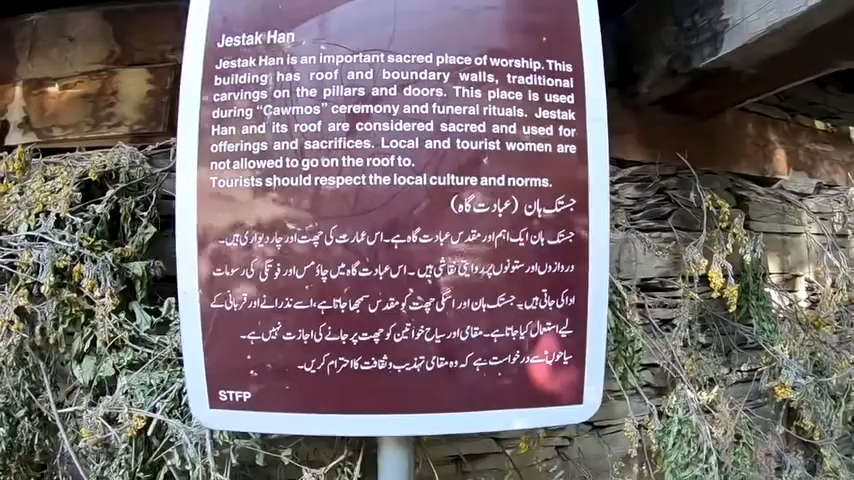 Jestak Han
Jestak Han is an important sacred place of worship. This
building has roof and boundary walls, traditional
carvings on the pillars and doors. This place is used
during "Cawmos" ceremony and funeral rituals. Jestak
Han and its roof are considered sacred and used for
offerings and sacrifices. Local and tourist women are
not allowed to go on the roof top.
Tourists should respect the local culture and norms.
جستک ہان (عبادت گاہ)
جستک ہان ایک اہم اور مقدس عبادت گاہ ہے۔ اس عمارت کی چھت اور چار دیواری ہیں،
دروازوں اور ستونوں پر روایتی نقاشی ہیں۔ اس عبادت گاہ میں چاؤمس اور فوتگی کی رسومات
ادا کی جاتی ہیں۔ جستک ہان اور اسکی چھت کو مقدس سمجھا جاتا ہے، اسے نذرانے اور قربانی کے
لیے استعمال کیا جاتا ہے۔ مقامی اور سیاح خواتین کو چھت پر جانے کی اجازت نہیں ہے۔
سیاحوں سے درخواست ہے کہ وہ مقامی تہذیب و ثقافت کا احترام کریں۔
STFP